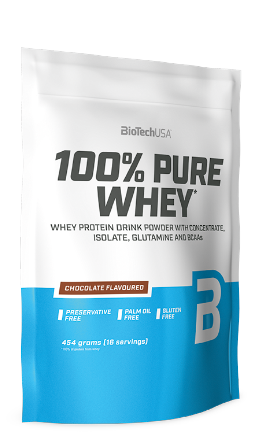 BioTechUSA
100% PURE
WHEY*
WHEY PROTEIN DRINK POWDER WITH CONCENTRATE,
ISOLATE, GLUTAMINE AND BCAAs
CHOCOLATE FLAVOURED
PRESERVATIVE FREE
PALM OIL FREE
GLUTEN FREE
454 grams (16 servings)
B